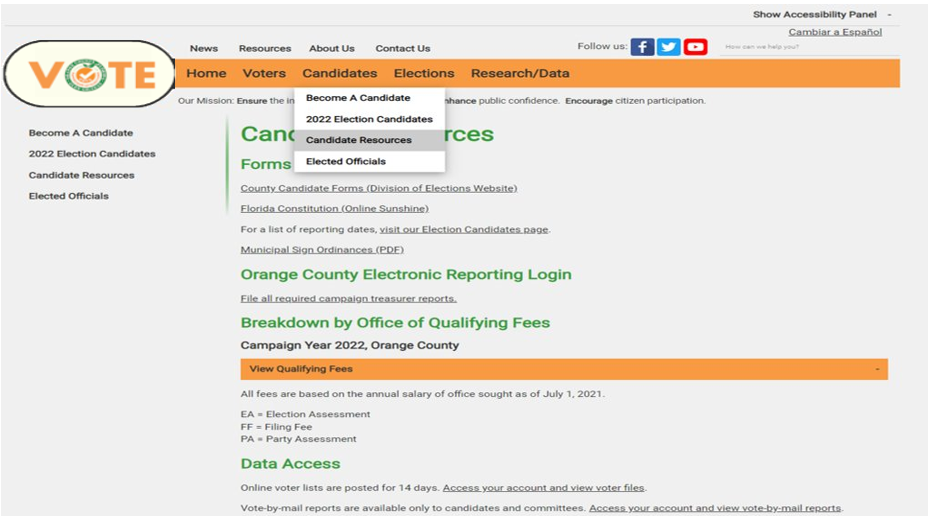 Show Accessibility Panel -
Cambiar a Español
News Resources About Us Contact Us Follow us: How can we help you?
VOTE
Home Voters Candidates Elections Research/Data
Our Mission: Ensure the in
nhance public confidence. Encourage citizen participation.
Become A Candidate
2022 Election Candidates
Candidate Resources
Elected Officials
Become A Candidate
2022 Election Candidates
Candidate Resources
Elected Officials
Can rces
Forms
County Candidate Forms (Division of Elections Website)
Florida Constitution (Online Sunshine)
For a list of reporting dates, visit our Election Candidates page.
Municipal Sign Ordinances (PDF)
Orange County Electronic Reporting Login
File all required campaign treasurer reports.
Breakdown by Office of Qualifying Fees
Campaign Year 2022, Orange County
View Qualifying Fees -
All fees are based on the annual salary of office sought as of July 1, 2021.
EA = Election Assessment
FF = Filing Fee
PA = Party Assessment
Data Access
Online voter lists are posted for 14 days. Access your account and view voter files.
Vote-by-mail reports are available only to candidates and committees. Access your account and view vote-by-mail reports.